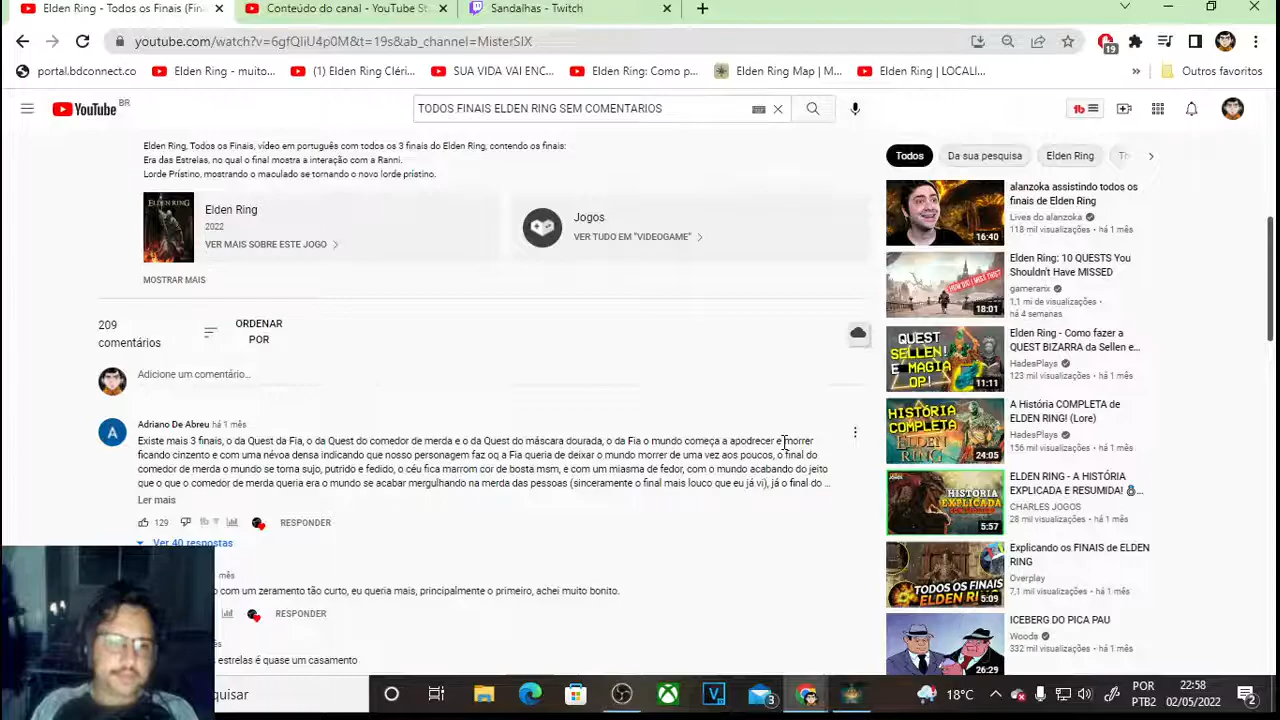 Elden Ring - Todos os Finais (Fin
Conteúdo do canal - YouTube St
Sandalhas - Twitch
youtube.com/watch?v=6gfQIiU4p0M&t=19s&ab_channel=MisterSIX
19
portal.bdconnect.co
Elden Ring - muito...
(1) Elden Ring Cléri...
SUA VIDA VAI ENC...
Elden Ring: Como p...
Elden Ring Map | M...
Elden Ring | LOCALI...
»
Outros favoritos
YouTube BR
TODOS FINAIS ELDEN RING SEM COMENTARIOS
Elden Ring, Todos os Finais, vídeo em português com todos os 3 finais do Elden Ring, contendo os finais:
Era das Estrelas, no qual o final mostra a interação com a Ranni.
Lorde Prístino, mostrando o maculado se tornando o novo lorde prístino.
ELDEN RING
Elden Ring
2022
VER MAIS SOBRE ESTE JOGO
Jogos
VER TUDO EM "VIDEOGAME"
MOSTRAR MAIS
209
comentários
ORDENAR
POR
Adicione um comentário...
A
Adriano De Abreu há 1 mês
Existe mais 3 finais, o da Quest da Fia, o da Quest do comedor de merda e o da Quest do máscara dourada, o da Fia o mundo começa a apodrecer e morrer
ficando cinzento e com uma névoa densa indicando q nosso personagem faz oq a Fia queria de deixar o mundo morrer de uma vez aos poucos, o final do
comedor de merda o mundo se torna sujo, putrido e fedido, o céu fica marrom cor de bosta msm, e com um miasma de fedor, com o mundo acabando do jeito
que o que o comedor de merda queria era o mundo se acabar mergulhando na merda das pessoas (sinceramente o final mais louco que eu já vi), já o final do ...
Ler mais
129
RESPONDER
Ver 40 respostas
mês
o com um zeramento tão curto, eu queria mais, principalmente o primeiro, achei muito bonito.
RESPONDER
s estrelas é quase um casamento
Todos
Da sua pesquisa
Elden Ring
To
alanzoka assistindo todos os
finais de Elden Ring
Lives do alanzoka
118 mil visualizações • há 1 mês
16:40
Elden Ring: 10 QUESTS You
Shouldn't Have MISSED
gameranx
1,1 mi de visualizações •
há 4 semanas
HOW DID I MISS THIS?
18:01
Elden Ring - Como fazer a
QUEST BIZARRA da Sellen e...
HadesPlays
123 mil visualizações • há 1 mês
QUEST
SELLEN!
E MAGIA
OP!
11:11
A História COMPLETA de
ELDEN RING! (Lore)
HadesPlays
156 mil visualizações • há 1 mês
HISTÓRIA
COMPLETA
24:05
ELDEN RING - A HISTÓRIA
EXPLICADA E RESUMIDA!
CHARLES JOGOS
28 mil visualizações • há 1 mês
HISTORIA
EXPLICADA
5:57
Explicando os FINAIS de ELDEN
RING
Overplay
7,1 mil visualizações • há 1 mês
TODOS OS FINAIS
ELDEN RI
5:09
ICEBERG DO PICA PAU
Woods
332 mil visualizações • há 1 mês
26:29
quisar
3
18°C
POR
PTB2
22:58
02/05/2022
2